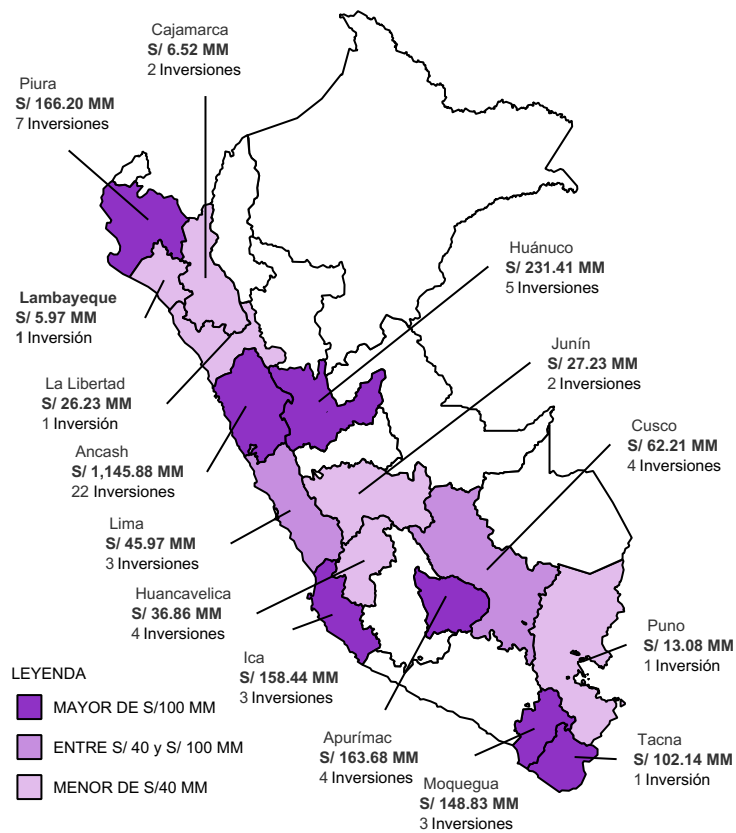 Cajamarca
S/ 6.52 MM
2 Inversiones
Piura
S/ 166.20 MM
7 Inversiones
Huánuco
S/ 231.41 MM
5 Inversiones
Lambayeque
S/ 5.97 MM
1 Inversión
Junín
S/ 27.23 MM
2 Inversiones
La Libertad
S/ 26.23 MM
1 Inversión
Cusco
S/ 62.21 MM
4 Inversiones
Ancash
S/ 1,145.88 MM
22 Inversiones
Lima
S/ 45.97 MM
3 Inversiones
Huancavelica
S/ 36.86 MM
4 Inversiones
Puno
S/ 13.08 MM
1 Inversión
Ica
S/ 158.44 MM
3 Inversiones
LEYENDA
MAYOR DE S/100 MM
ENTRE S/ 40 y S/ 100 MM
MENOR DE S/40 MM
Apurímac
S/ 163.68 MM
4 Inversiones
Tacna
S/ 102.14 MM
1 Inversión
Moquegua
S/ 148.83 MM
3 Inversiones